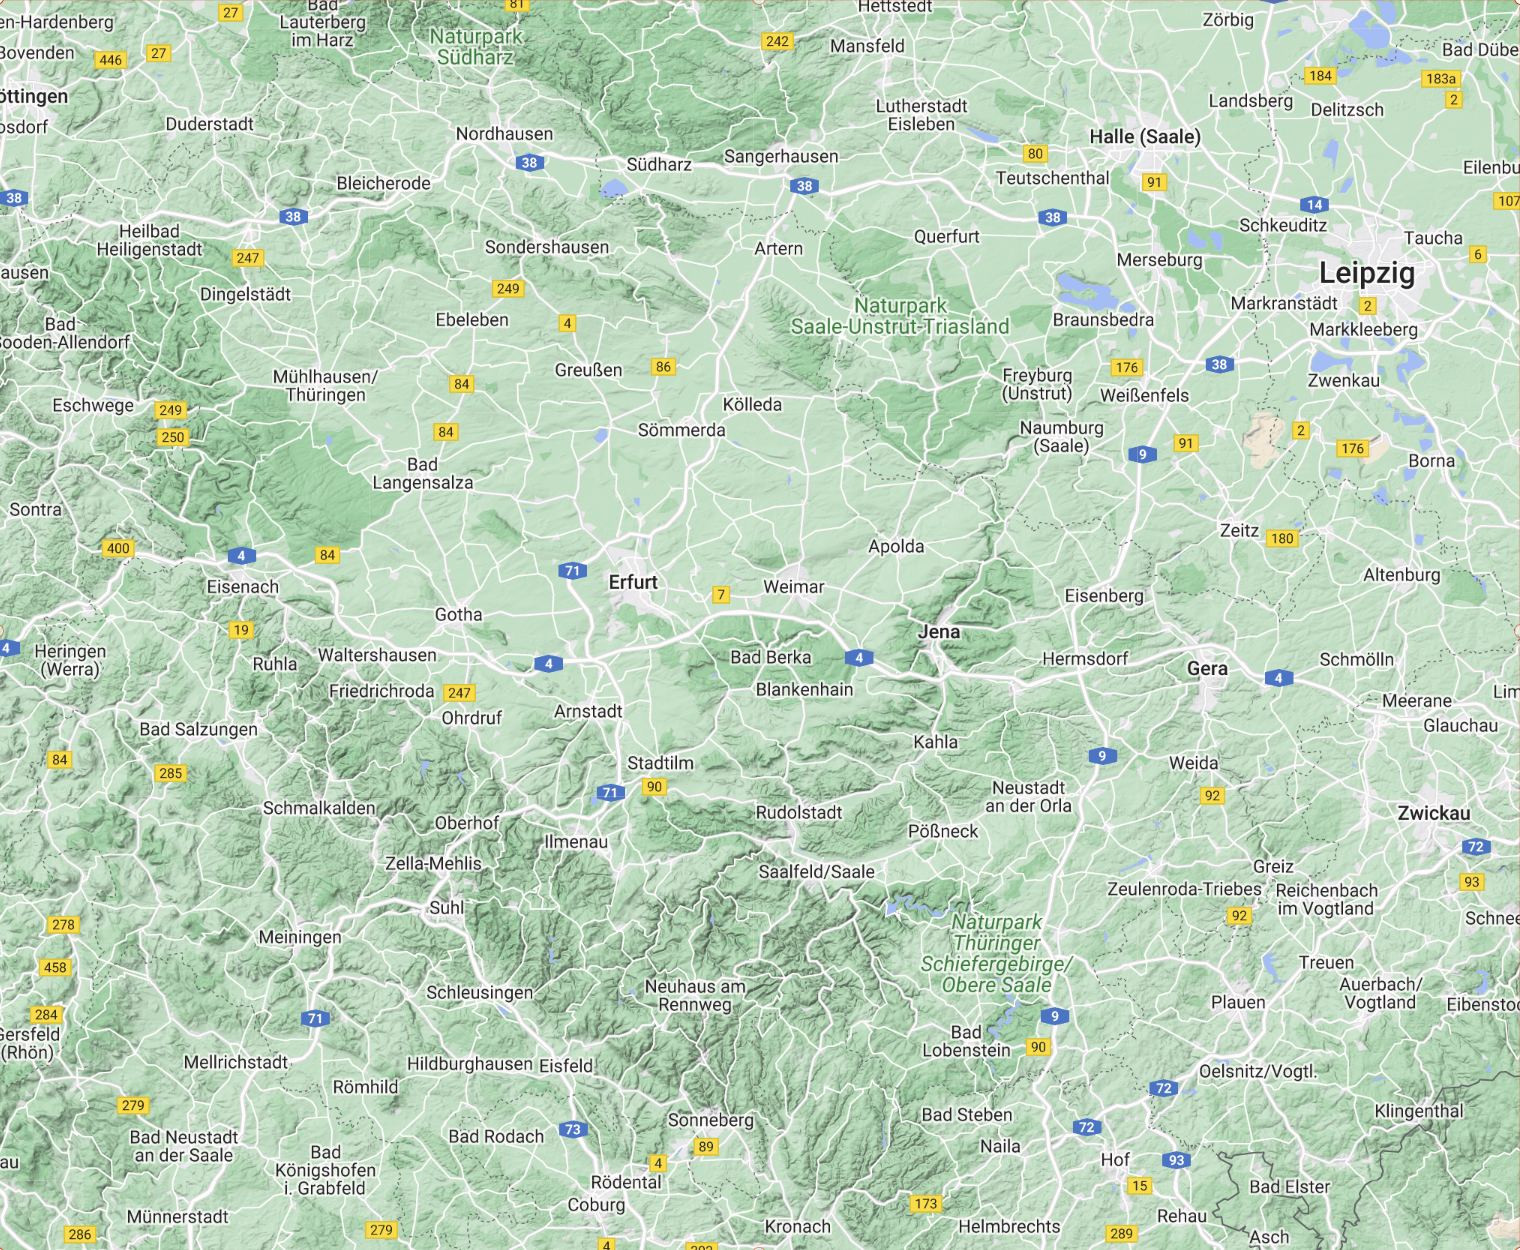 en-Hardenberg
27
Bad
Lauterberg
im Harz
81
Hettstedt
Zörbig
Bovenden
446
27
Naturpark
Südharz
242
Mansfeld
Bad Dübe
184
183a
2
öttingen
osdorf
Duderstadt
Nordhausen
Lutherstadt
Eisleben
Landsberg
Delitzsch
Halle (Saale)
38
Südharz
Sangerhausen
80
Eilenbu
38
Bleicherode
38
Teutschenthal
91
107
38
38
14
Heilbad
Heiligenstadt
Schkeuditz
Querfurt
Taucha
247
Sondershausen
Artern
Merseburg
6
ausen
Leipzig
Dingelstädt
249
Naturpark
Saale-Unstrut-Triasland
Markranstädt
2
Bad
Sooden-Allendorf
Ebeleben
4
Braunsbedra
Markkleeberg
Greußen
86
176
38
Mühlhausen/
Thüringen
84
Freyburg
(Unstrut)
Weißenfels
Zwenkau
Eschwege
249
Kölleda
250
84
Sömmerda
Naumburg
(Saale)
91
2
9
176
Borna
Bad
Langensalza
Sontra
Zeitz
180
400
4
84
Apolda
71
Erfurt
Weimar
Altenburg
Eisenach
7
Eisenberg
Gotha
19
Jena
4
Heringen
(Werra)
Ruhla
Waltershausen
4
Bad Berka
4
Hermsdorf
Gera
4
Schmölln
Friedrichroda
247
Blankenhain
Lim
Ohrdruf
Arnstadt
Meerane
Bad Salzungen
Glauchau
Kahla
84
285
Stadtilm
9
Weida
71
90
Neustadt
an der Orla
92
Schmalkalden
Rudolstadt
Zwickau
Oberhof
Ilmenau
Pößneck
72
Zella-Mehlis
Saalfeld/Saale
Greiz
93
Zeulenroda-Triebes
Reichenbach
im Vogtland
Suhl
92
278
Naturpark
Thüringer
Schiefergebirge/
Obere Saale
Schnee
Meiningen
458
Treuen
Schleusingen
Neuhaus am
Rennweg
Auerbach/
Vogtland
Plauen
Eibensto
284
71
9
Gersfeld
(Rhön)
Bad
Lobenstein
90
Mellrichstadt
Hildburghausen
Eisfeld
Oelsnitz/Vogtl.
Römhild
72
279
Klingenthal
Sonneberg
Bad Steben
73
72
Bad Neustadt
an der Saale
Bad Rodach
89
Naila
au
Bad
Königshofen
i. Grabfeld
4
Hof
93
Rödental
15
Bad Elster
Coburg
173
Münnerstadt
Rehau
286
279
Kronach
Helmbrechts
289
Asch
4